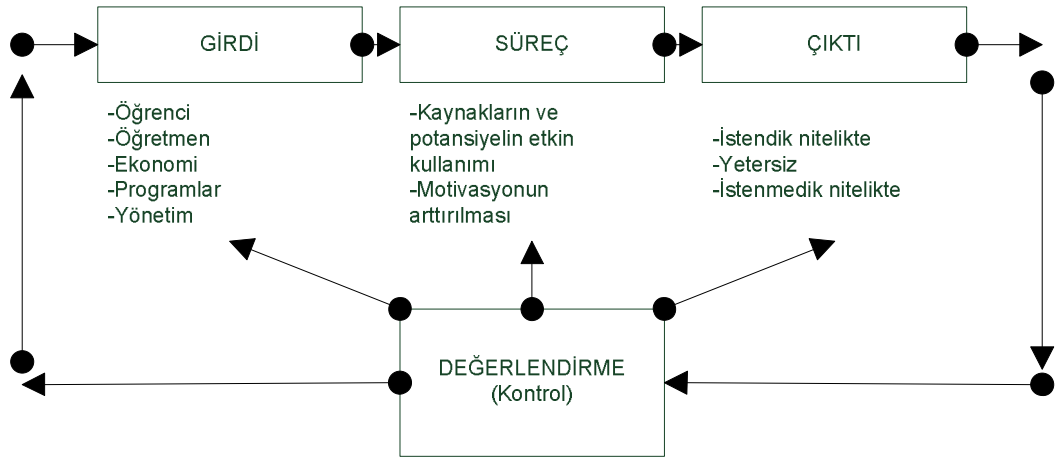 GİRDİ
SÜREÇ
ÇIKTI
-Öğrenci
-Öğretmen
-Ekonomi
-Programlar
-Yönetim
-Kaynakların ve
potansiyelin etkin
kullanımı
-Motivasyonun
arttırılması
-İstendik nitelikte
-Yetersiz
-İstenmedik nitelikte
DEĞERLENDİRME
(Kontrol)